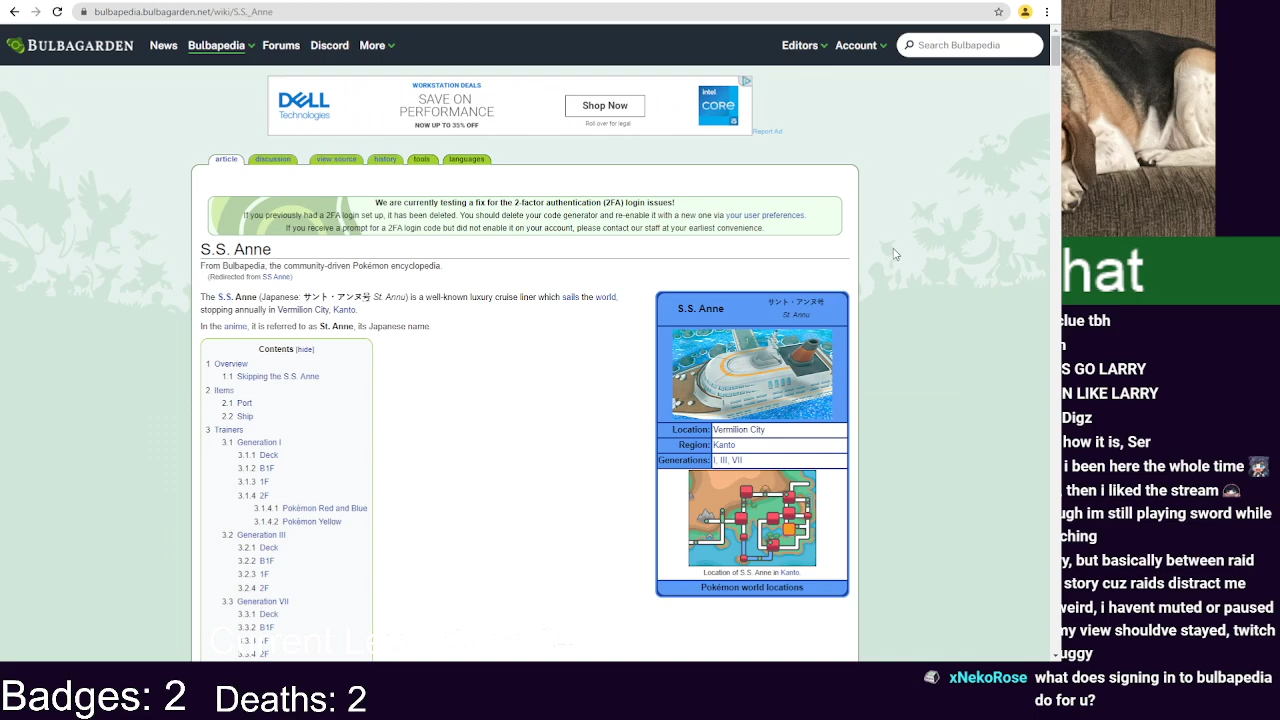 bulbapedia.bulbagarden.net/wiki/S.S._Anne
BULBAGARDEN News Bulbapedia Forums Discord More Editors Account Search Bulbapedia
DELL Technologies
WORKSTATION DEALS
SAVE ON
PERFORMANCE
NOW UP TO 35% OFF
Shop Now
Roll over for legal
intel
CORE
i5
Report Ad
article discussion view source history tools languages
We are currently testing a fix for the 2-factor authentication (2FA) login issues!
If you previously had a 2FA login set up, it has been deleted. You should delete your code generator and re-enable it with a new one via your user preferences.
If you receive a prompt for a 2FA login code but did not enable it on your account, please contact our staff at your earliest convenience.
S.S. Anne
From Bulbapedia, the community-driven Pokémon encyclopedia.
(Redirected from SS Anne)
The S.S. Anne (Japanese: サント・アンヌ号 St. Annu) is a well-known luxury cruise liner which sails the world,
stopping annually in Vermilion City, Kanto.
In the anime, it is referred to as St. Anne, its Japanese name.
Contents [hide]
1 Overview
1.1 Skipping the S.S. Anne
2 Items
2.1 Port
2.2 Ship
3 Trainers
3.1 Generation I
3.1.1 Deck
3.1.2 B1F
3.1.3 1F
3.1.4 2F
3.1.4.1 Pokémon Red and Blue
3.1.4.2 Pokémon Yellow
3.2 Generation III
3.2.1 Deck
3.2.2 B1F
3.2.3 1F
3.2.4 2F
3.3 Generation VII
3.3.1 Deck
3.3.2 B1F
3.3.4 2F
S.S. Anne
サント・アンヌ号
St. Annu
Location: Vermilion City
Region: Kanto
Generations: I, III, VII
Location of S.S. Anne in Kanto.
Pokémon world locations
hat
clue tbh
S GO LARRY
N LIKE LARRY
Digz
how it is, Ser
i been here the whole time
then i liked the stream
ugh im still playing sword while
ching
y, but basically between raid
story cuz raids distract me
weird, i havent muted or paused
my view shouldve stayed, twitch
uggy
Badges: 2 Deaths: 2
xNekoRose what does signing in to bulbapedia
do for u?